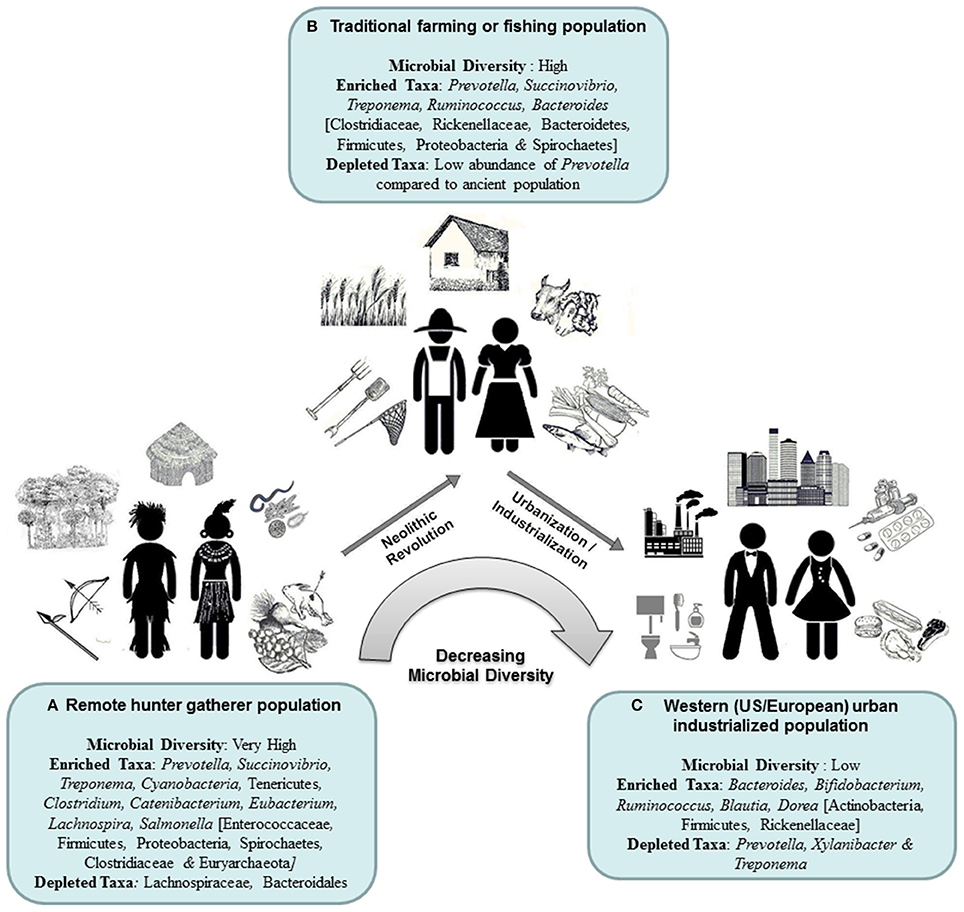 B Traditional farming or fishing population
Microbial Diversity : High
Enriched Taxa: Prevotella, Succinovibrio,
Treponema, Ruminococcus, Bacteroides
[Clostridiaceae, Rickenellaceae, Bacteroidetes,
Firmicutes, Proteobacteria & Spirochaetes]
Depleted Taxa: Low abundance of Prevotella
compared to ancient population
Neolithic
Revolution
Urbanization /
Industrialization
Decreasing
Microbial Diversity
A Remote hunter gatherer population
Microbial Diversity: Very High
Enriched Taxa: Prevotella, Succinovibrio,
Treponema, Cyanobacteria, Tenericutes,
Clostridium, Catenibacterium, Eubacterium,
Lachnospira, Salmonella [Enterococcaceae,
Firmicutes, Proteobacteria, Spirochaetes,
Clostridiaceae & Euryarchaeota]
Depleted Taxa: Lachnospiraceae, Bacteroidales
C Western (US/European) urban
industrialized population
Microbial Diversity : Low
Enriched Taxa: Bacteroides, Bifidobacterium,
Ruminococcus, Blautia, Dorea [Actinobacteria,
Firmicutes, Rickenellaceae]
Depleted Taxa: Prevotella, Xylanibacter &
Treponema